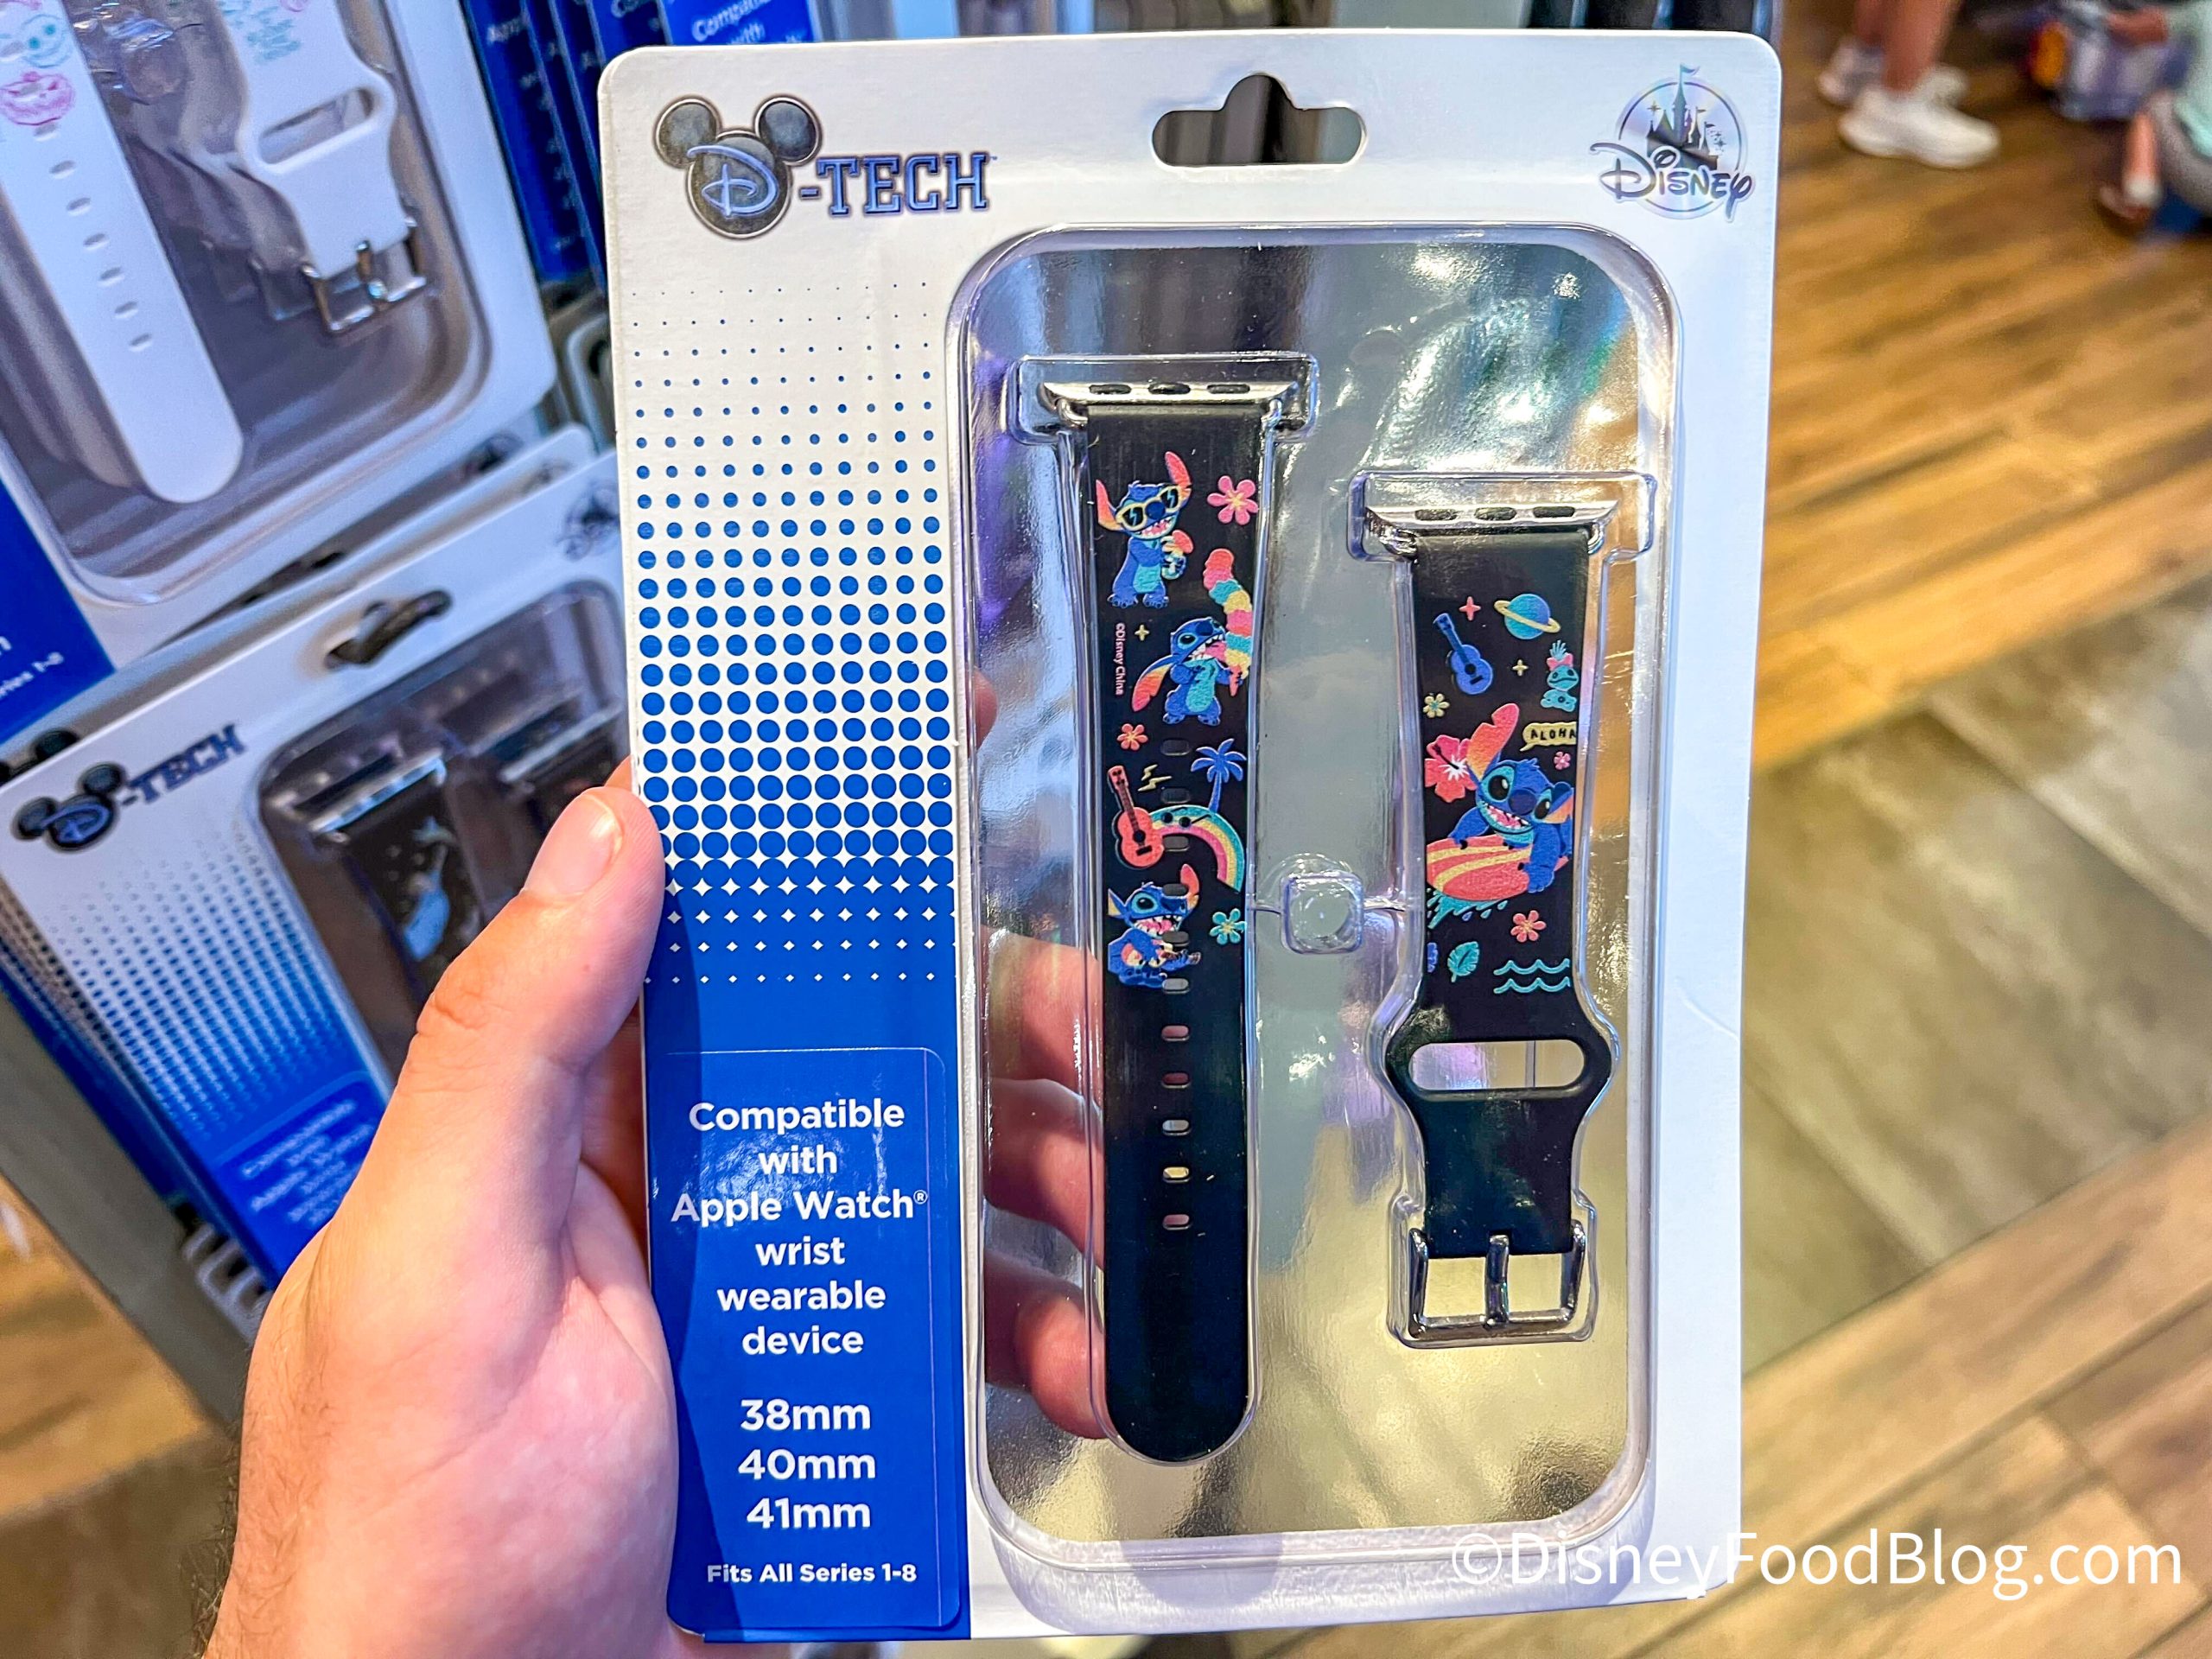 D-TECH
Disney
©Disney China
ALOHA
Compatible
with
Apple Watch®
wrist
wearable
device
38mm
40mm
41mm
Fits All Series 1-8
D-TECH
©DisneyFoodBlog.com